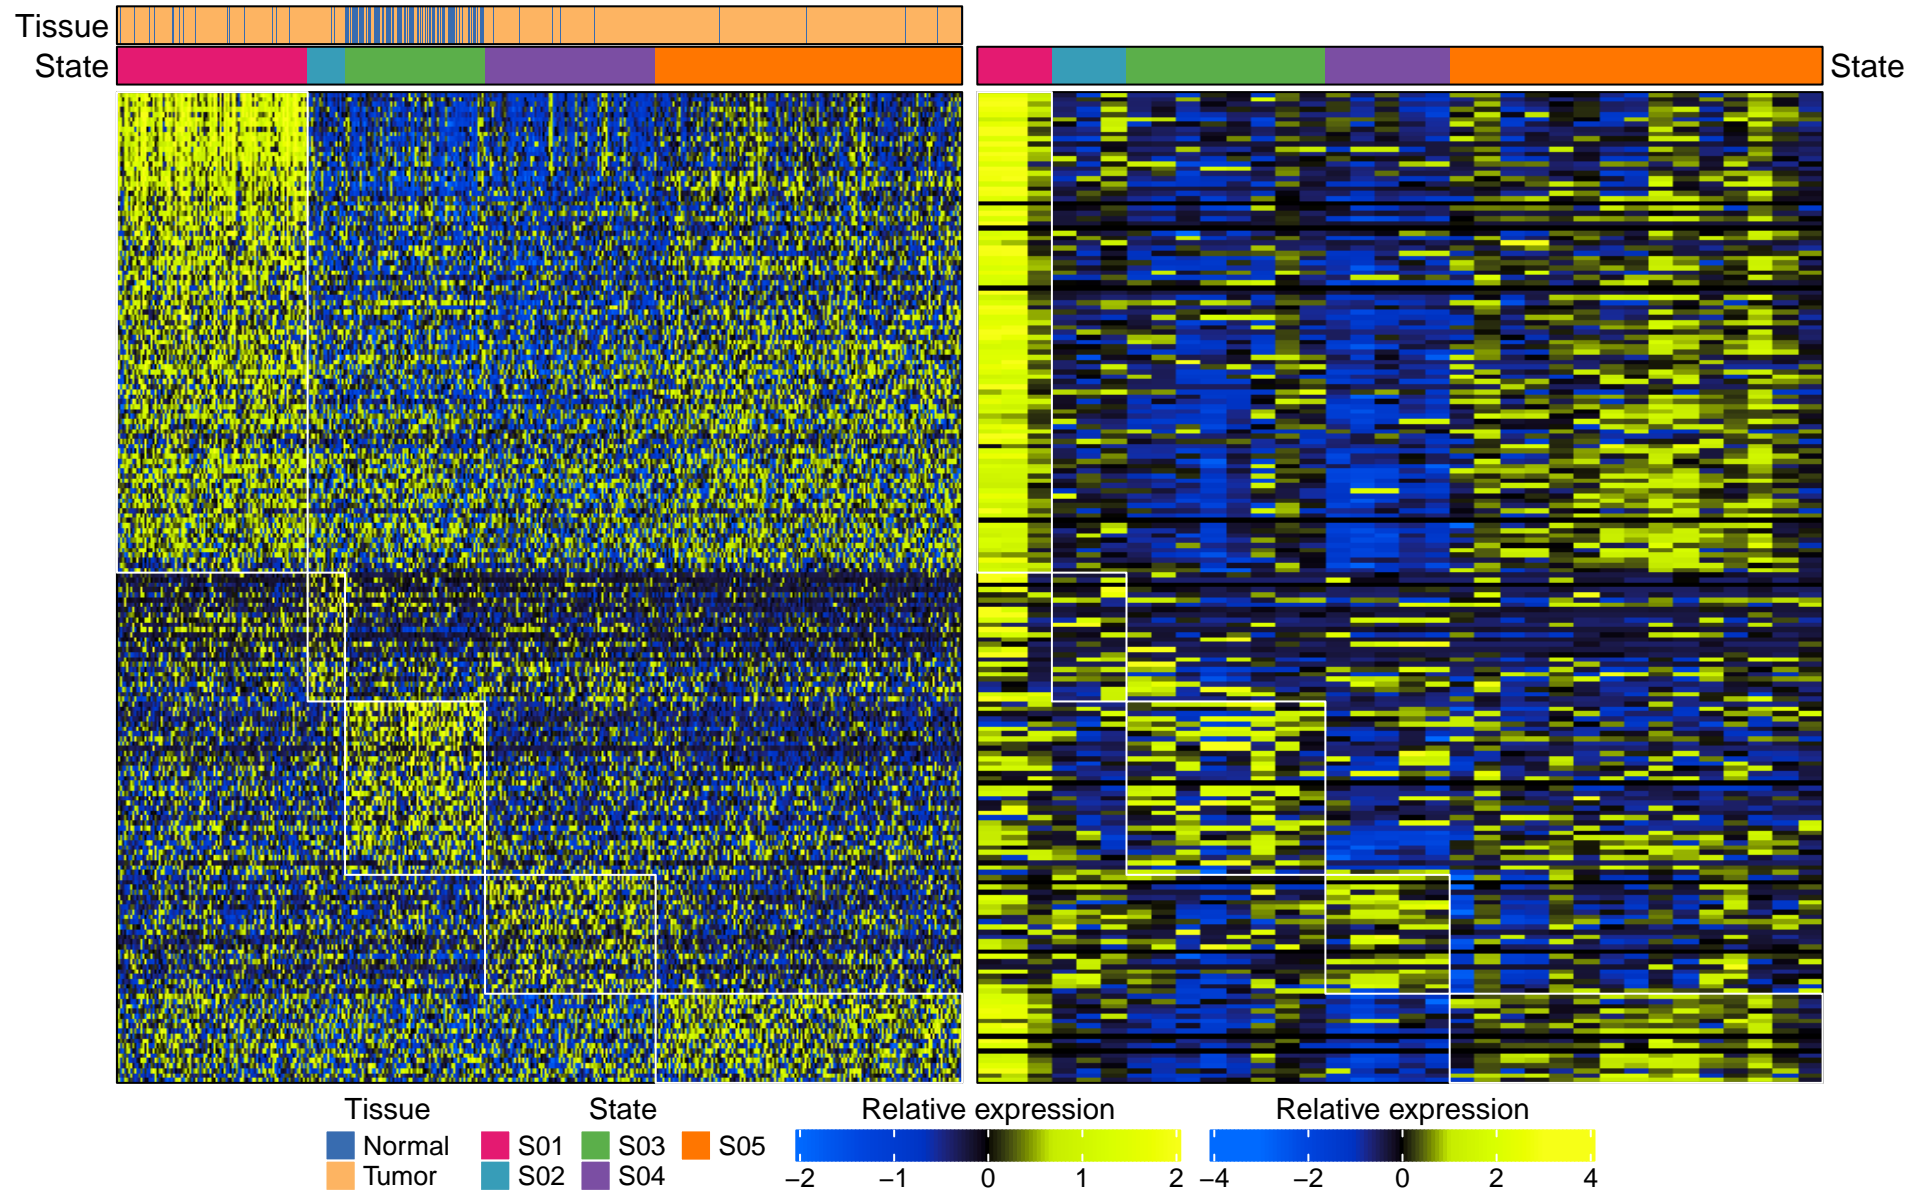 Tissue
State
State
Tissue State Relative expression Relative expression
Normal S01 S03 S05
Tumor S02 S04
−2 −1 0 1 2 −4 −2 0 2 4